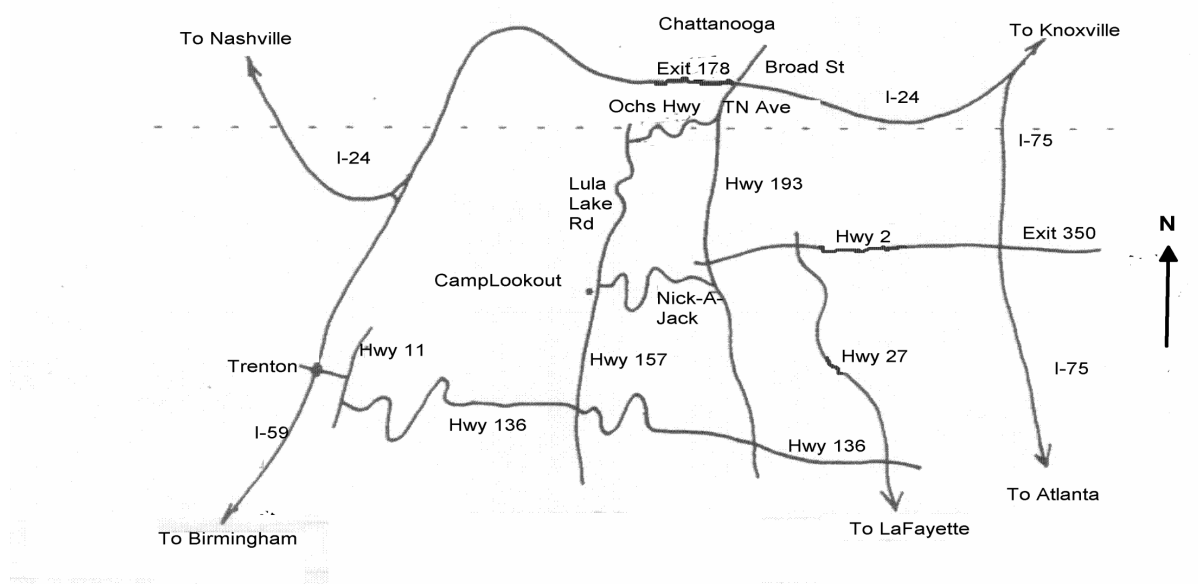 Chattanooga
To Nashville
To Knoxville
Exit 178
Broad St
I-24
Ochs Hwy
TN Ave
I-75
I-24
Lula
Lake
Rd
Hwy 193
N
Hwy 2
Exit 350
CampLookout
Nick-A-
Jack
Hwy 11
Trenton
Hwy 157
Hwy 27
I-75
I-59
Hwy 136
Hwy 136
To Atlanta
To Birmingham
To LaFayette